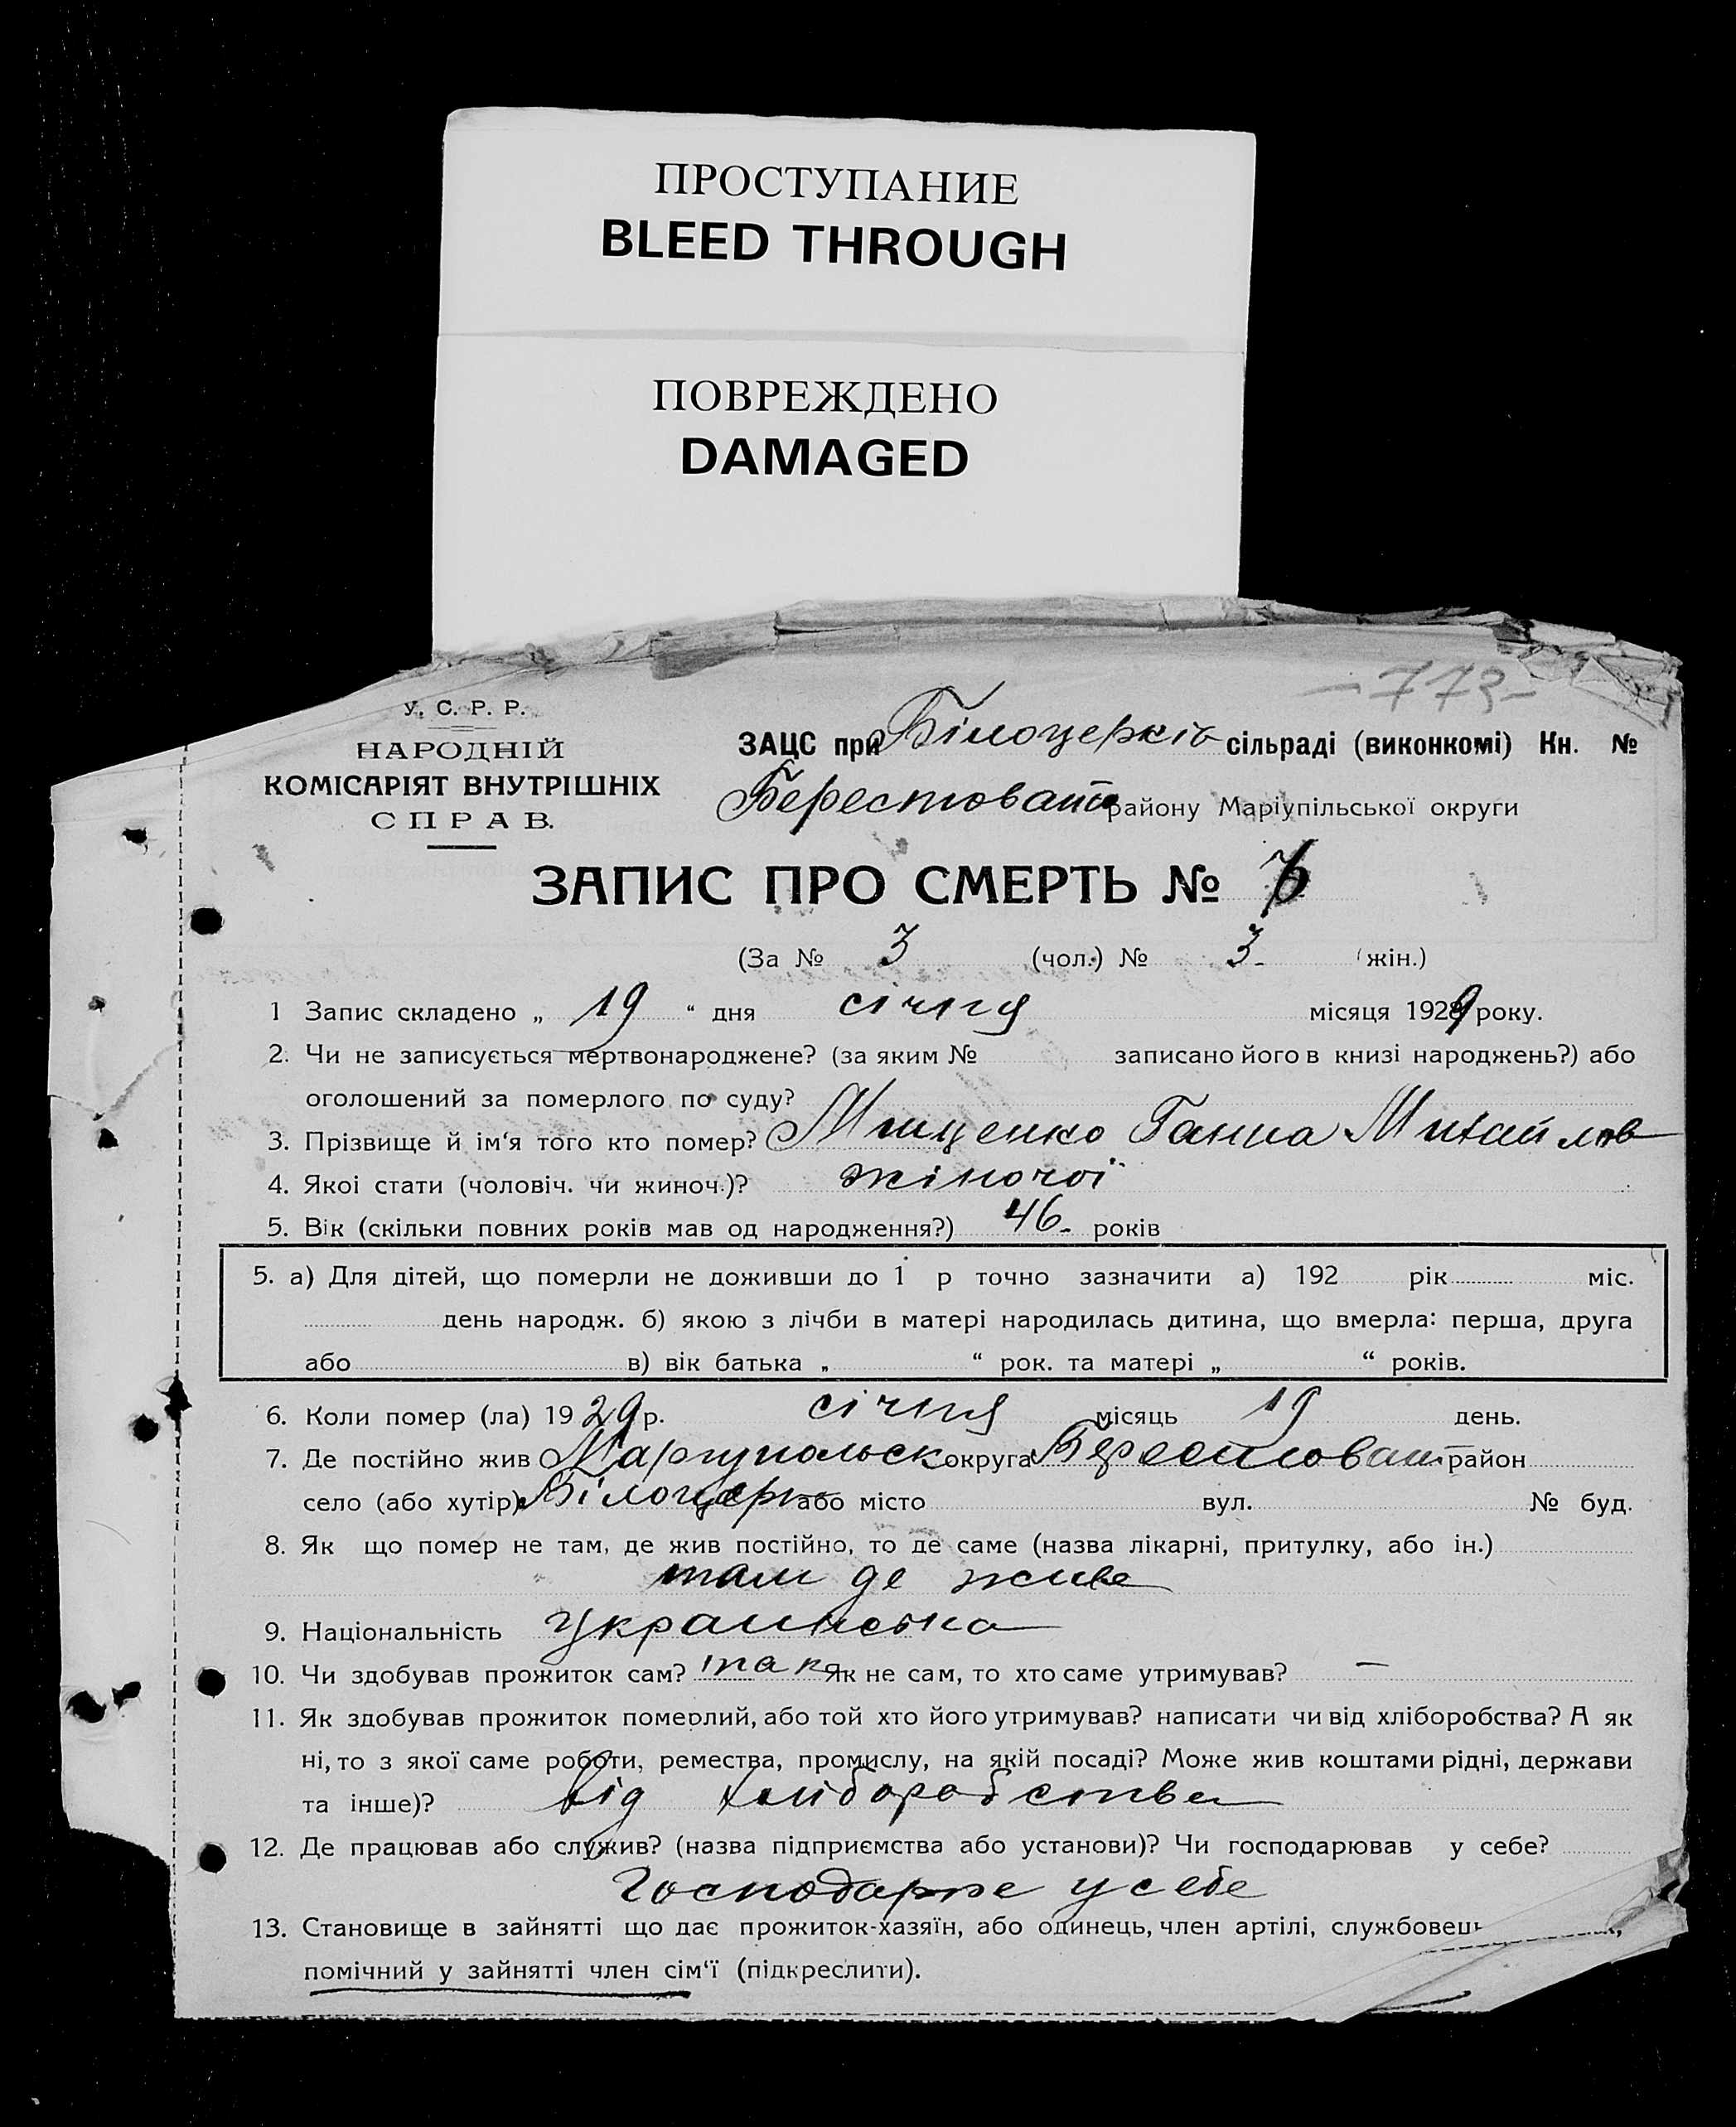 ПРОСТУПАНИЕ
BLEED THROUGH
ПОВРЕЖДЕНО
DAMAGED
-773-
У. С. Р. Р.
НАРОДНІЙ
КОМІСАРІЯТ ВНУТРІШНІХ
СПРАВ.
ЗАЦС при Білоцерків сільраді (виконкомі) Кн. №
Берестоват району Маріупільської округи
ЗАПИС ПРО СМЕРТЬ № 6
(За № 3 (чол.) № 3 (жін.)
1 Запис складено „ 19 “ дня січня місяця 1929 року.
2. Чи не записується мертвонароджене? (за яким № записано його в книзі народжень?) або
оголошений за померлого по суду?
3. Прізвище й ім'я того кто помер? Мищенко Ганна Михайлов
4. Якоі стати (чоловіч. чи жиноч.)? жіночої
5. Вік (скільки повних років мав од народження?) 46 років
5. а) Для дітей, що померли не доживши до 1 р точно зазначити а) 192 рік міс.
день народж. б) якою з лічби в матері народилась дитина, що вмерла: перша, друга
або в) вік батька „ “ рок. та матері „ “ років.
6. Коли помер (ла) 1929 р. січня місяць 19 день.
7. Де постійно жив Маріупольск округа Берестоват район
село (або хутір) Білоцерк або місто вул. № буд.
8. Як що помер не там, де жив постійно, то де саме (назва лікарні, притулку, або ін.)
там де живе
9. Національність Украинська
10. Чи здобував прожиток сам? так Як не сам, то хто саме утримував? —
11. Як здобував прожиток померлий, або той хто його утримував? написати чи від хліборобства? А як
ні, то з якої саме роботи, ремества, промислу, на якій посаді? Може жив коштами рідні, держави
та інше)? від хліборобства
12. Де працював або служив? (назва підприємства або установи)? Чи господарював у себе?
Господарює у себе
13. Становище в зайнятті що дає прожиток-хазяїн, або одинець, член артілі, службовець
помічний у зайнятті член сім'ї (підкреслити).